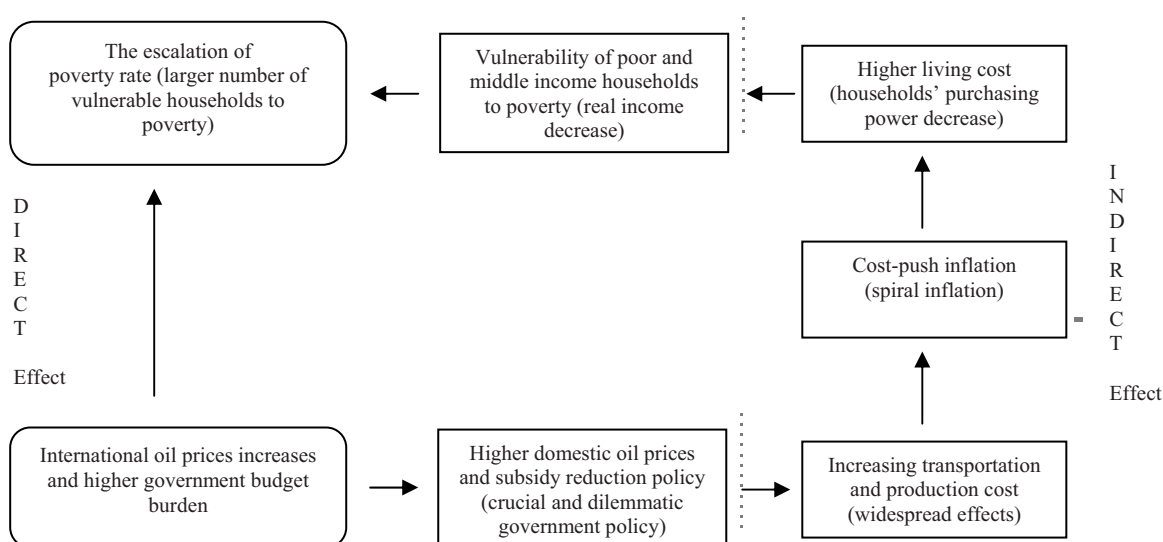 The escalation of
poverty rate (larger number of
vulnerable households to
poverty)
Vulnerability of poor and
middle income households
to poverty (real income
decrease)
Higher living cost
(households’ purchasing
power decrease)
D
I
R
E
C
T
Effect
I
N
D
I
R
E
C
T
Effect
Cost-push inflation
(spiral inflation)
International oil prices increases
and higher government budget
burden
Higher domestic oil prices
and subsidy reduction policy
(crucial and dilemmatic
government policy)
Increasing transportation
and production cost
(widespread effects)